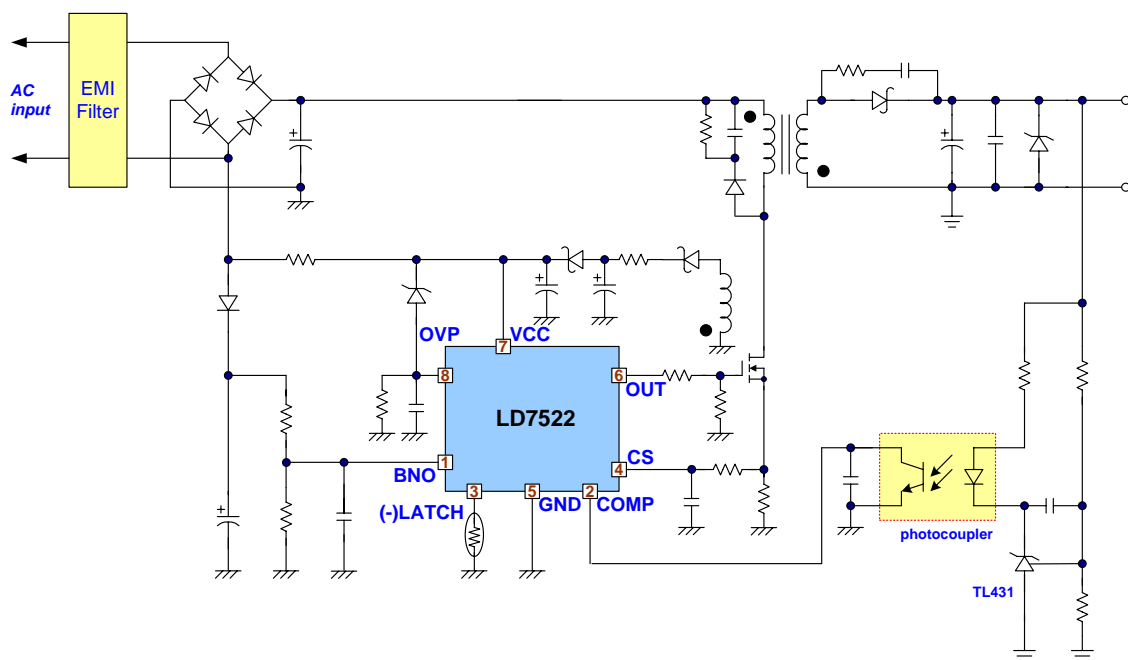 AC
input
EMI
Filter
OVP
VCC
7
8
6
OUT
LD7522
CS
1
4
BNO
3
5
2
(-)LATCH
GND
COMP
photocoupler
TL431
+
+
+
+
+